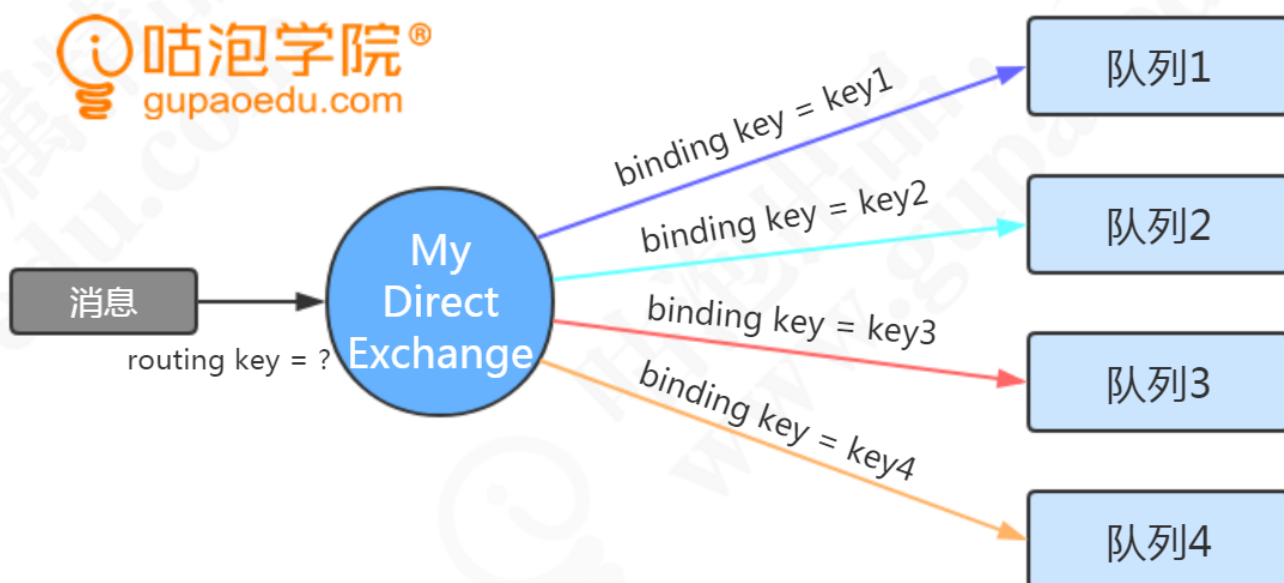 咕泡学院®
gupaoedu.com
binding key = key1
队列1
binding key = key2
队列2
My
Direct
Exchange
消息
routing key = ?
binding key = key3
队列3
binding key = key4
队列4